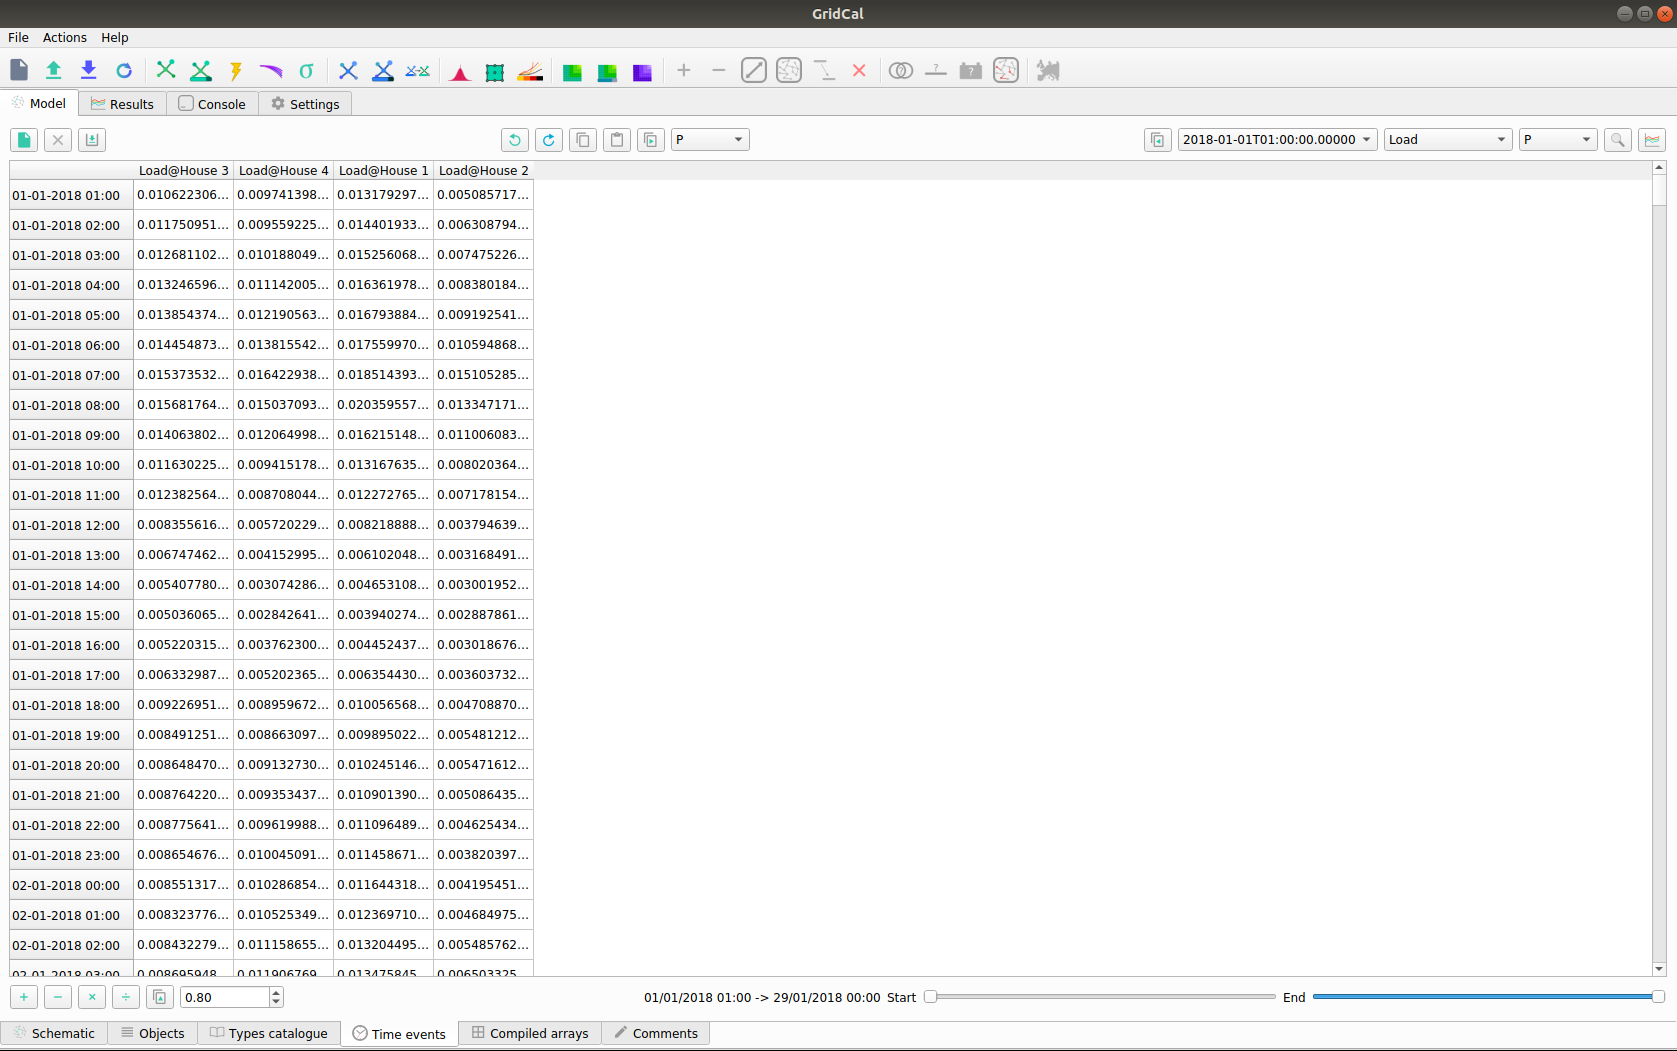 GridCal
File Actions Help
Model Results Console Settings
P 2018-01-01T01:00:00.00000 Load P
Load@House 3 Load@House 4 Load@House 1 Load@House 2
01-01-2018 01:00 0.010622306... 0.009741398... 0.013179297... 0.005085717...
01-01-2018 02:00 0.011750951... 0.009559225... 0.014401933... 0.006308794...
01-01-2018 03:00 0.012681102... 0.010188049... 0.015256068... 0.007475226...
01-01-2018 04:00 0.013246596... 0.011142005... 0.016361978... 0.008380184...
01-01-2018 05:00 0.013854374... 0.012190563... 0.016793884... 0.009192541...
01-01-2018 06:00 0.014454873... 0.013815542... 0.017559970... 0.010594868...
01-01-2018 07:00 0.015373532... 0.016422938... 0.018514393... 0.015105285...
01-01-2018 08:00 0.015681764... 0.015037093... 0.020359557... 0.013347171...
01-01-2018 09:00 0.014063802... 0.012064998... 0.016215148... 0.011006083...
01-01-2018 10:00 0.011630225... 0.009415178... 0.013167635... 0.008020364...
01-01-2018 11:00 0.012382564... 0.008708044... 0.012272765... 0.007178154...
01-01-2018 12:00 0.008355616... 0.005720229... 0.008218888... 0.003794639...
01-01-2018 13:00 0.006747462... 0.004152995... 0.006102048... 0.003168491...
01-01-2018 14:00 0.005407780... 0.003074286... 0.004653108... 0.003001952...
01-01-2018 15:00 0.005036065... 0.002842641... 0.003940274... 0.002887861...
01-01-2018 16:00 0.005220315... 0.003762300... 0.004452437... 0.003018676...
01-01-2018 17:00 0.006332987... 0.005202365... 0.006354430... 0.003603732...
01-01-2018 18:00 0.009226951... 0.008959672... 0.010056568... 0.004708870...
01-01-2018 19:00 0.008491251... 0.008663097... 0.009895022... 0.005481212...
01-01-2018 20:00 0.008648470... 0.009132730... 0.010245146... 0.005471612...
01-01-2018 21:00 0.008764220... 0.009353437... 0.010901390... 0.005086435...
01-01-2018 22:00 0.008775641... 0.009619988... 0.011096489... 0.004625434...
01-01-2018 23:00 0.008654676... 0.010045091... 0.011458671... 0.003820397...
02-01-2018 00:00 0.008551317... 0.010286854... 0.011644318... 0.004195451...
02-01-2018 01:00 0.008323776... 0.010525349... 0.012369710... 0.004684975...
02-01-2018 02:00 0.008432279... 0.011158655... 0.013204495... 0.005485762...
02-01-2018 03:00 0.008695948... 0.011906769... 0.013475845... 0.006503325...
0.80 01/01/2018 01:00 -> 29/01/2018 00:00 Start End
Schematic Objects Types catalogue Time events Compiled arrays Comments